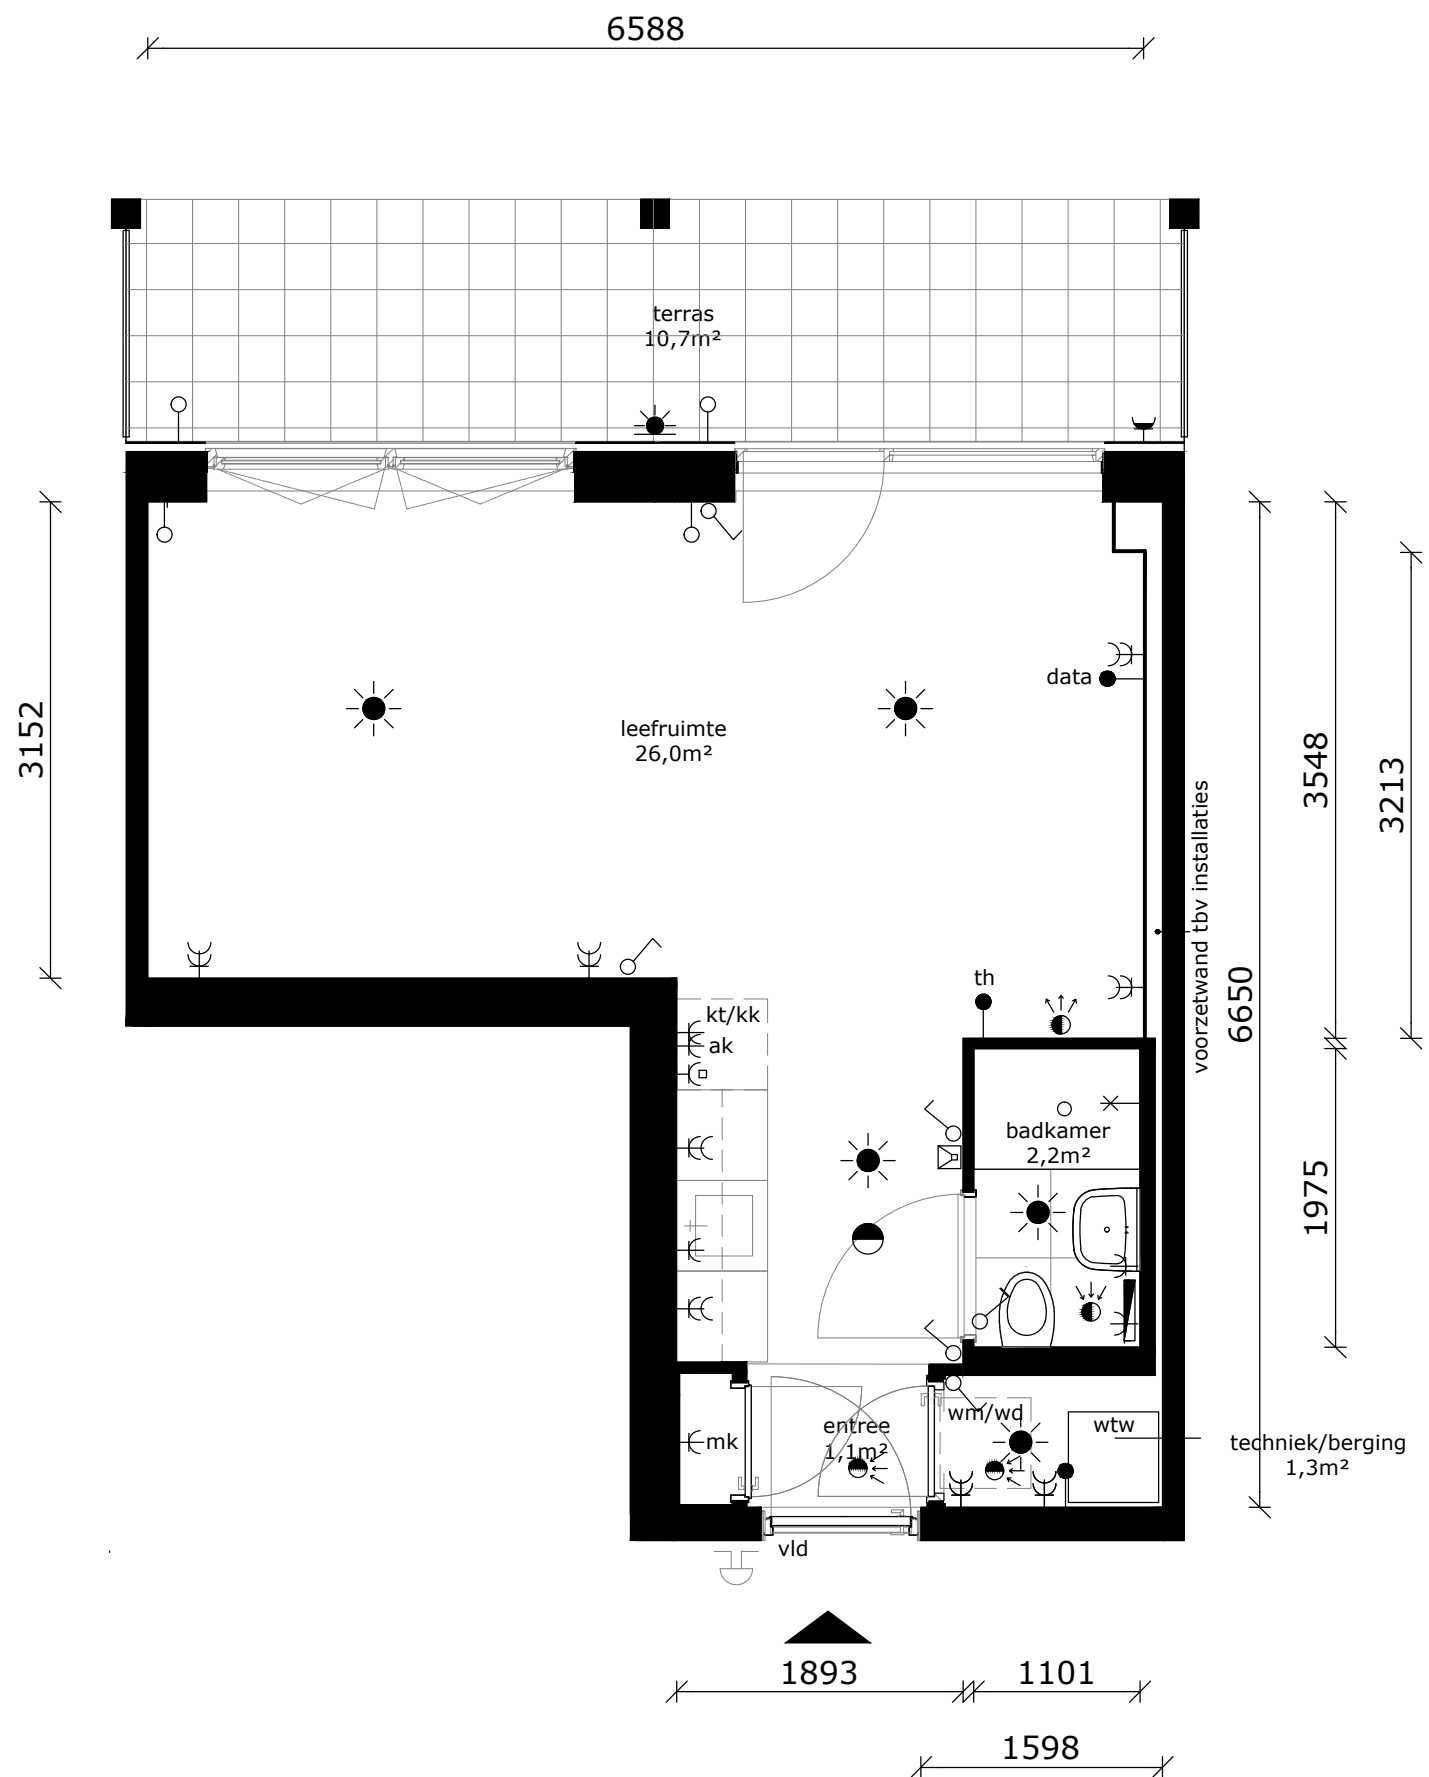 6588
terras
10,7m²
data
leefruimte
26,0m²
3152
3548
3213
voorzetwand tbv installaties
6650
th
kt/kk
ak
badkamer
2,2m²
1975
wm/wd
wtw
entree
1,1m²
mk
techniek/berging
1,3m²
vld
1893
1101
1598